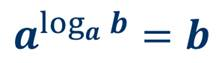 a^{log_a b} = b